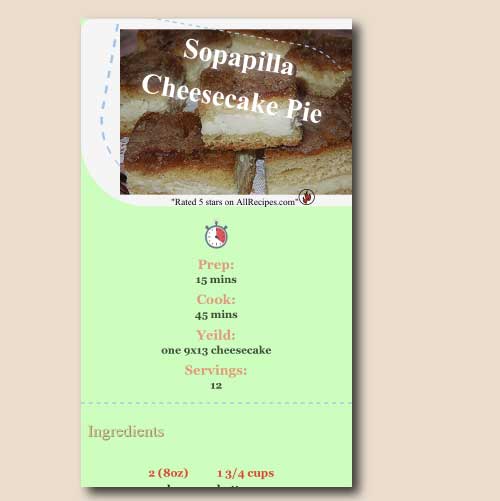 Sopapilla
Cheesecake Pie
"Rated 5 stars on AllRecipes.com"
Prep:
15 mins
Cook:
45 mins
Yeild:
one 9x13 cheesecake
Servings:
12
Ingredients
2 (8oz) 1 3/4 cups